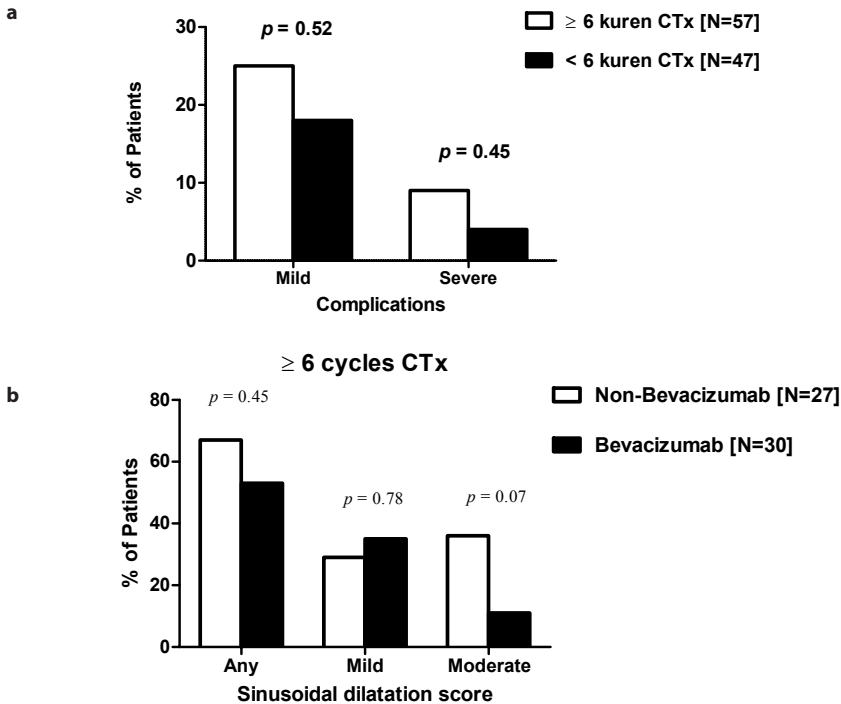 a
30
20
10
0
% of Patients
p = 0.52
p = 0.45
≥ 6 kuren CTx [N=57]
< 6 kuren CTx [N=47]
Mild Severe
Complications
≥ 6 cycles CTx
b
80
60
40
20
0
% of Patients
p = 0.45
p = 0.78
p = 0.07
Non-Bevacizumab [N=27]
Bevacizumab [N=30]
Any Mild Moderate
Sinusoidal dilatation score